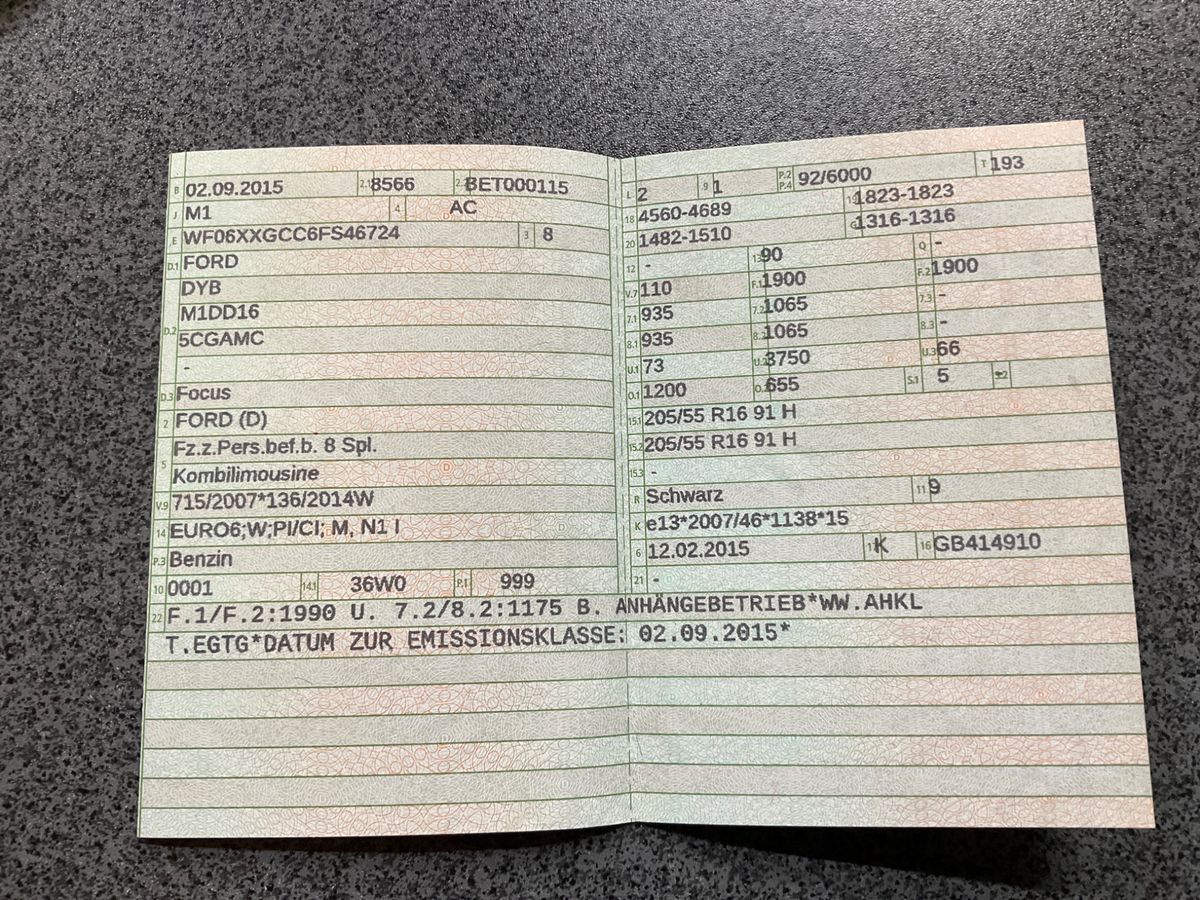 B 02.09.2015 2.1 8566 2.2 BET000115
J M1 4 AC
E WF06XXGCC6FS46724 3 8
D.1 FORD
DYB
M1DD16
D.2 5CGAMC
-
D.3 Focus
2 FORD (D)
Fz.z.Pers.bef.b. 8 Spl.
5 Kombilimousine
V.9 715/2007*136/2014W
14 EURO6;W;PI/CI; M, N1 I
P.3 Benzin
10 0001 14.1 36W0 P.1 999
L 2 9 1 P.2 P.4 92/6000 T 193
18 4560-4689 19 1823-1823
20 1482-1510 G 1316-1316
12 - 13 90 Q -
V.7 110 F.1 1900 F.2 1900
7.1 935 7.2 1065 7.3 -
8.1 935 8.2 1065 8.3 -
U.1 73 U.2 3750 U.3 66
O.1 1200 O.2 655 S.1 5 S.2
15.1 205/55 R16 91 H
15.2 205/55 R16 91 H
15.3 -
R Schwarz 11 9
K e13*2007/46*1138*15
6 12.02.2015 17 K 16 GB414910
21 -
22 F.1/F.2:1990 U. 7.2/8.2:1175 B. ANHÄNGEBETRIEB*WW.AHKL
T.EGTG*DATUM ZUR EMISSIONSKLASSE: 02.09.2015*